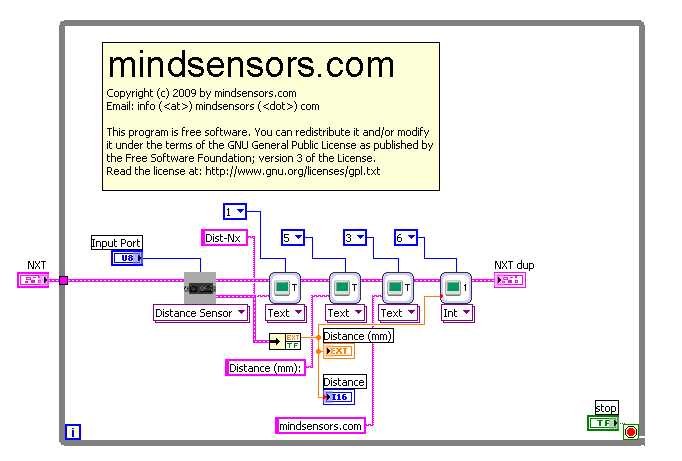 mindsensors.com
Copyright (c) 2009 by mindsensors.com
Email: info (<at>) mindsensors (<dot>) com
This program is free software. You can redistribute it and/or modify
it under the terms of the GNU General Public License as published by
the Free Software Foundation; version 3 of the License.
Read the license at: http://www.gnu.org/licenses/gpl.txt
1
Dist-Nx
5
3
6
Input Port
U8
NXT
NXT dup
T
T
T
1
Distance Sensor
Text
Text
Text
Int
EXT
TF
Distance (mm)
EXT
Distance (mm):
Distance
I16
mindsensors.com
stop
TF
i